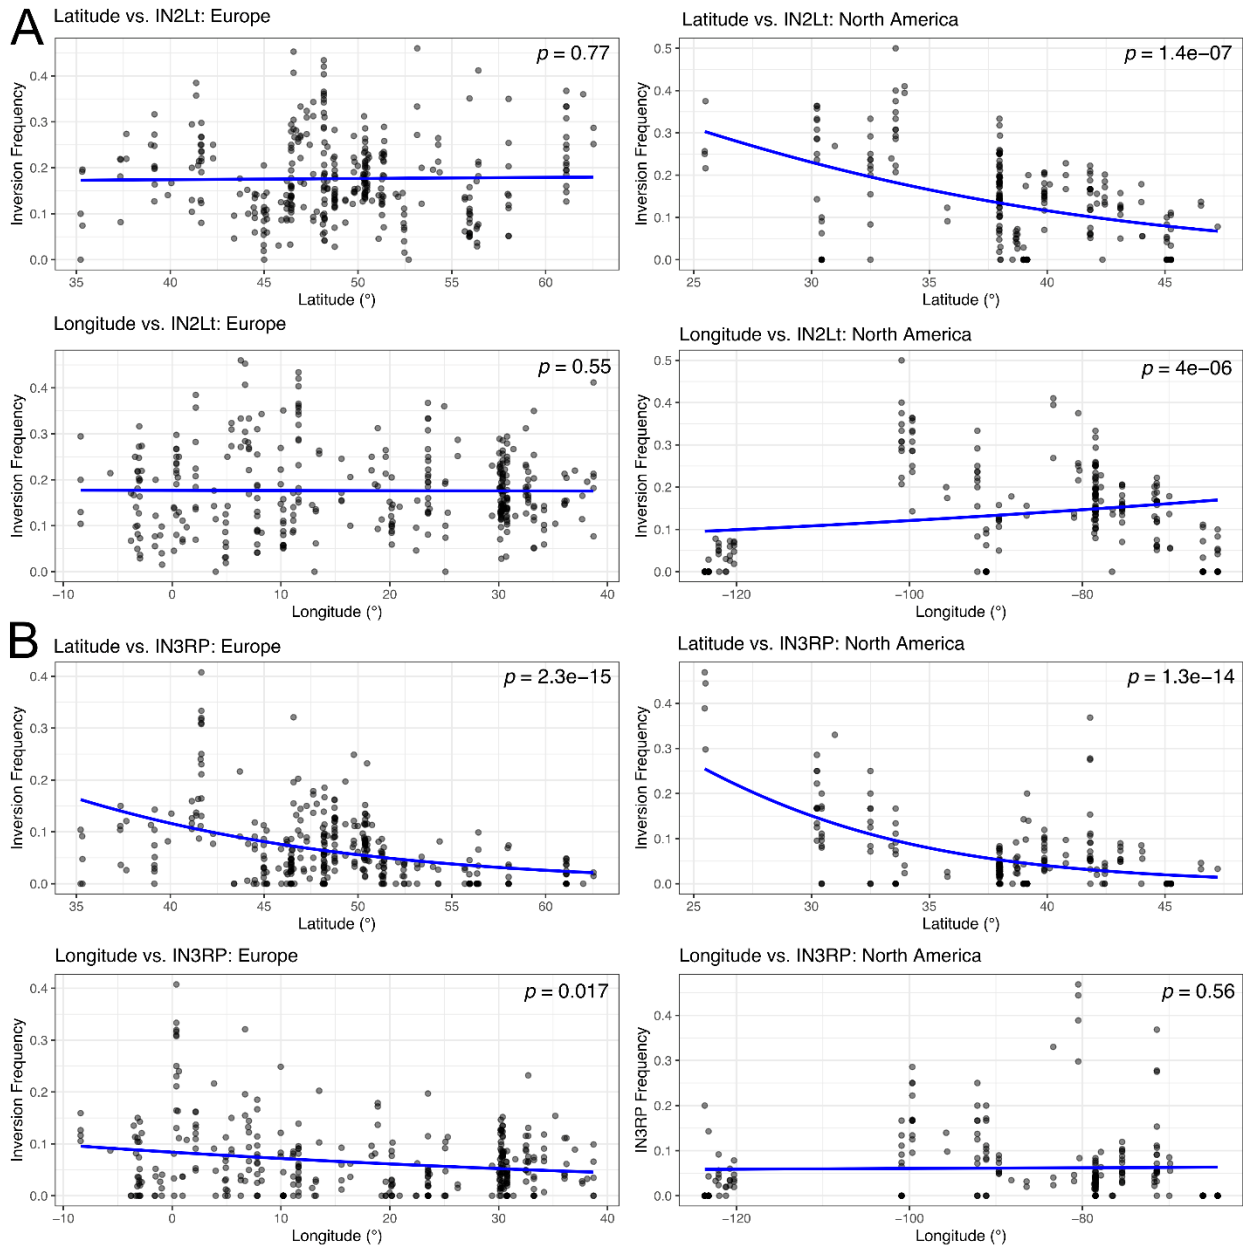 A
Latitude vs. IN2Lt: Europe
p = 0.77
Inversion Frequency
0.4
0.3
0.2
0.1
0.0
35 40 45 50 55 60
Latitude (°)
Latitude vs. IN2Lt: North America
p = 1.4e−07
Inversion Frequency
0.5
0.4
0.3
0.2
0.1
0.0
25 30 35 40 45
Latitude (°)
Longitude vs. IN2Lt: Europe
p = 0.55
Inversion Frequency
0.4
0.3
0.2
0.1
0.0
−10 0 10 20 30 40
Longitude (°)
Longitude vs. IN2Lt: North America
p = 4e−06
Inversion Frequency
0.5
0.4
0.3
0.2
0.1
0.0
−120 −100 −80
Longitude (°)
B
Latitude vs. IN3RP: Europe
p = 2.3e−15
Inversion Frequency
0.4
0.3
0.2
0.1
0.0
35 40 45 50 55 60
Latitude (°)
Latitude vs. IN3RP: North America
p = 1.3e−14
Inversion Frequency
0.4
0.3
0.2
0.1
0.0
25 30 35 40 45
Latitude (°)
Longitude vs. IN3RP: Europe
p = 0.017
Inversion Frequency
0.4
0.3
0.2
0.1
0.0
−10 0 10 20 30 40
Longitude (°)
Longitude vs. IN3RP: North America
p = 0.56
IN3RP Frequency
0.4
0.3
0.2
0.1
0.0
−120 −100 −80
Longitude (°)